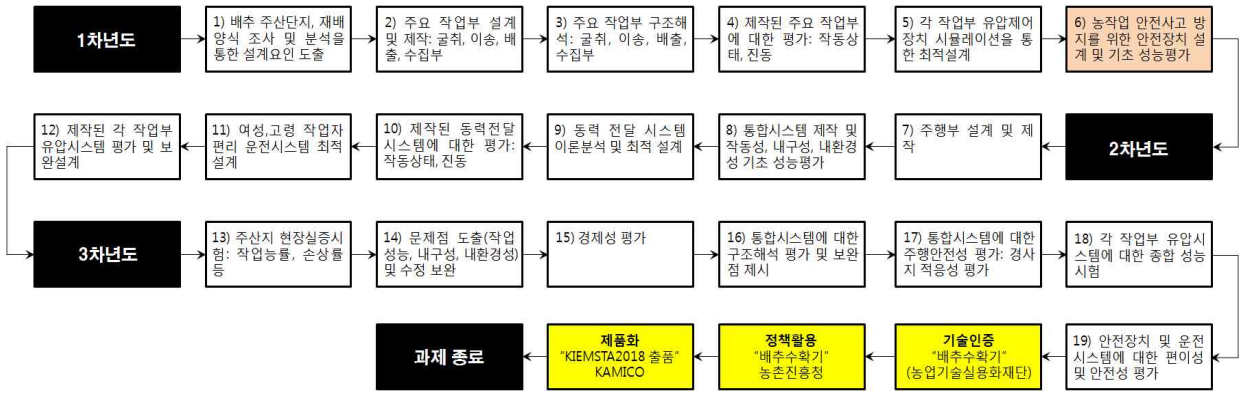 1차년도
1) 배추 주산단지, 재배
양식 조사 및 분석을
통한 설계요인 도출
2) 주요 작업부 설계
및 제작: 굴취, 이송, 배
출, 수집부
3) 주요 작업부 구조해
석: 굴취, 이송, 배출,
수집부
4) 제작된 주요 작업부
에 대한 평가: 작동상
태, 진동
5) 각 작업부 유압제어
장치 시뮬레이션을 통
한 최적설계
6) 농작업 안전사고 방
지를 위한 안전장치 설
계 및 기초 성능평가
2차년도
7) 주행부 설계 및 제
작
8) 통합시스템 제작 및
작동성, 내구성, 내환경
성 기초 성능평가
9) 동력 전달 시스템
이론분석 및 최적 설계
10) 제작된 동력전달
시스템에 대한 평가:
작동상태, 진동
11) 여성,고령 작업자
편리 운전시스템 최적
설계
12) 제작된 각 작업부
유압시스템 평가 및 보
완설계
3차년도
13) 주산지 현장실증시
험: 작업능률, 손상률
등
14) 문제점 도출(작업
성능, 내구성, 내환경성)
및 수정 보완
15) 경제성 평가
16) 통합시스템에 대한
구조해석 평가 및 보완
점 제시
17) 통합시스템에 대한
주행안전성 평가: 경사
지 적응성 평가
18) 각 작업부 유압시
스템에 대한 종합 성능
시험
19) 안전장치 및 운전
시스템에 대한 편이성
및 안전성 평가
기술인증
“배추수확기”
(농업기술실용화재단)
정책활용
“배추수확기”
농촌진흥청
제품화
“KIEMSTA2018 출품”
KAMICO
과제 종료